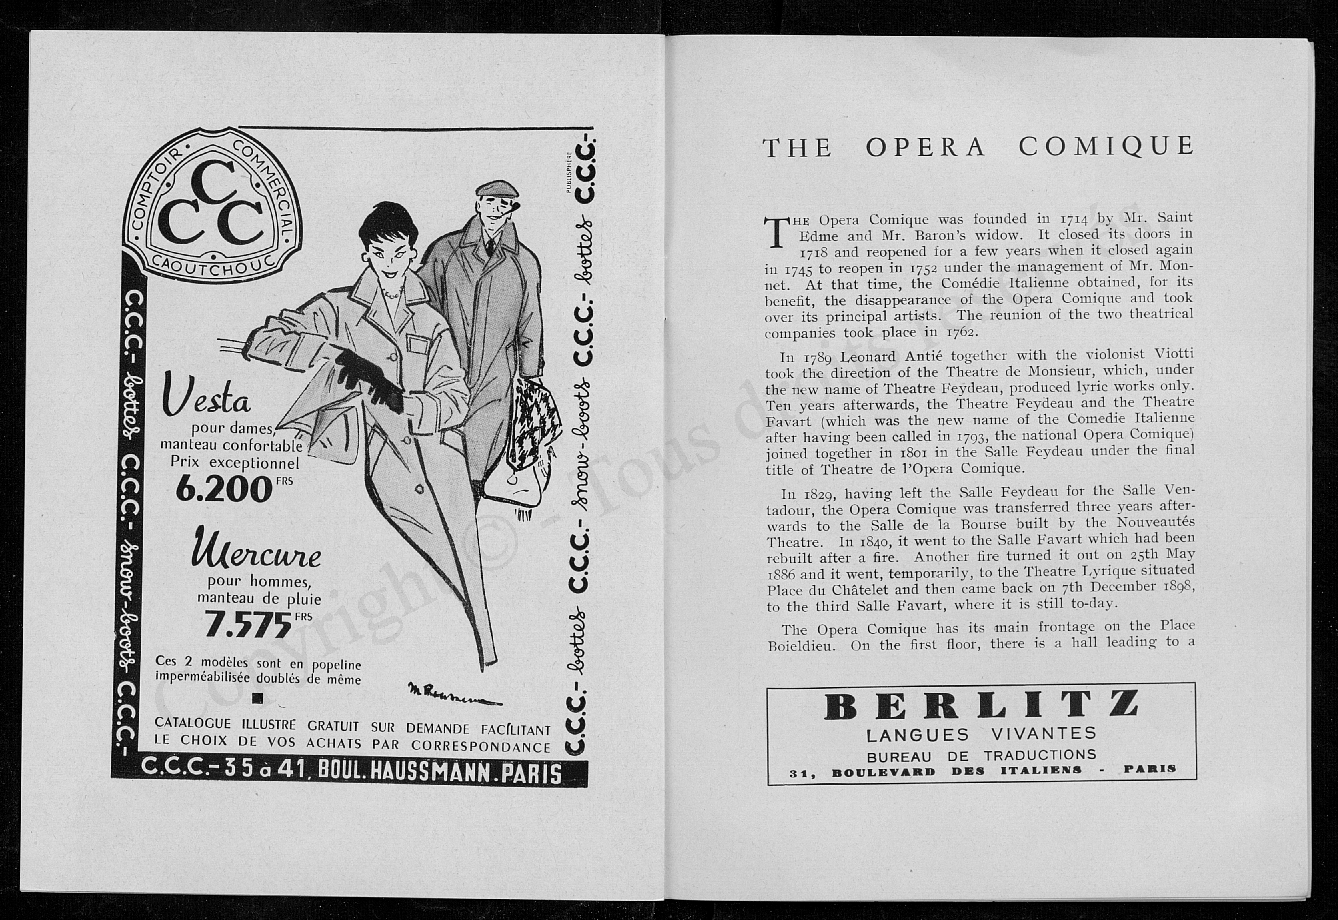 COMPTOIR · COMMERCIAL ·
C
C C
CAOUTCHOUC
PUBLISPHÈRE
C.C.C.- bottes C.C.C.- snow-boots C.C.C.-
C.C.C.- bottes C.C.C.- snow-boots C.C.C.- bottes C.C.C.-
Vesta
pour dames,
manteau confortable
Prix exceptionnel
6.200 FRS
Mercure
pour hommes,
manteau de pluie
7.575 FRS
Ces 2 modèles sont en popeline
imperméabilisée doublés de même
CATALOGUE ILLUSTRÉ GRATUIT SUR DEMANDE FACILITANT
LE CHOIX DE VOS ACHATS PAR CORRESPONDANCE
C.C.C.-35 à 41, BOUL. HAUSSMANN.PARIS
THE OPERA COMIQUE
THE Opera Comique was founded in 1714 by Mr. Saint
Edme and Mr. Baron's widow. It closed its doors in
1718 and reopened for a few years when it closed again
in 1745 to reopen in 1752 under the management of Mr. Mon-
net. At that time, the Comédie Italienne obtained, for its
benefit, the disappearance of the Opera Comique and took
over its principal artists. The reunion of the two theatrical
companies took place in 1762.
In 1789 Leonard Antié together with the violonist Viotti
took the direction of the Theatre de Monsieur, which, under
the new name of Theatre Feydeau, produced lyric works only.
Ten years afterwards, the Theatre Feydeau and the Theatre
Favart (which was the new name of the Comedie Italienne
after having been called in 1793, the national Opera Comique)
joined together in 1801 in the Salle Feydeau under the final
title of Theatre de l'Opera Comique.
In 1829, having left the Salle Feydeau for the Salle Ven-
tadour, the Opera Comique was transferred three years after-
wards to the Salle de la Bourse built by the Nouveautés
Theatre. In 1840, it went to the Salle Favart which had been
rebuilt after a fire. Another fire turned it out on 25th May
1886 and it went, temporarily, to the Theatre Lyrique situated
Place du Châtelet and then came back on 7th December 1898,
to the third Salle Favart, where it is still to-day.
The Opera Comique has its main frontage on the Place
Boieldieu. On the first floor, there is a hall leading to a
BERLITZ
LANGUES VIVANTES
BUREAU DE TRADUCTIONS
31, BOULEVARD DES ITALIENS - PARIS
Copyright © - Tous